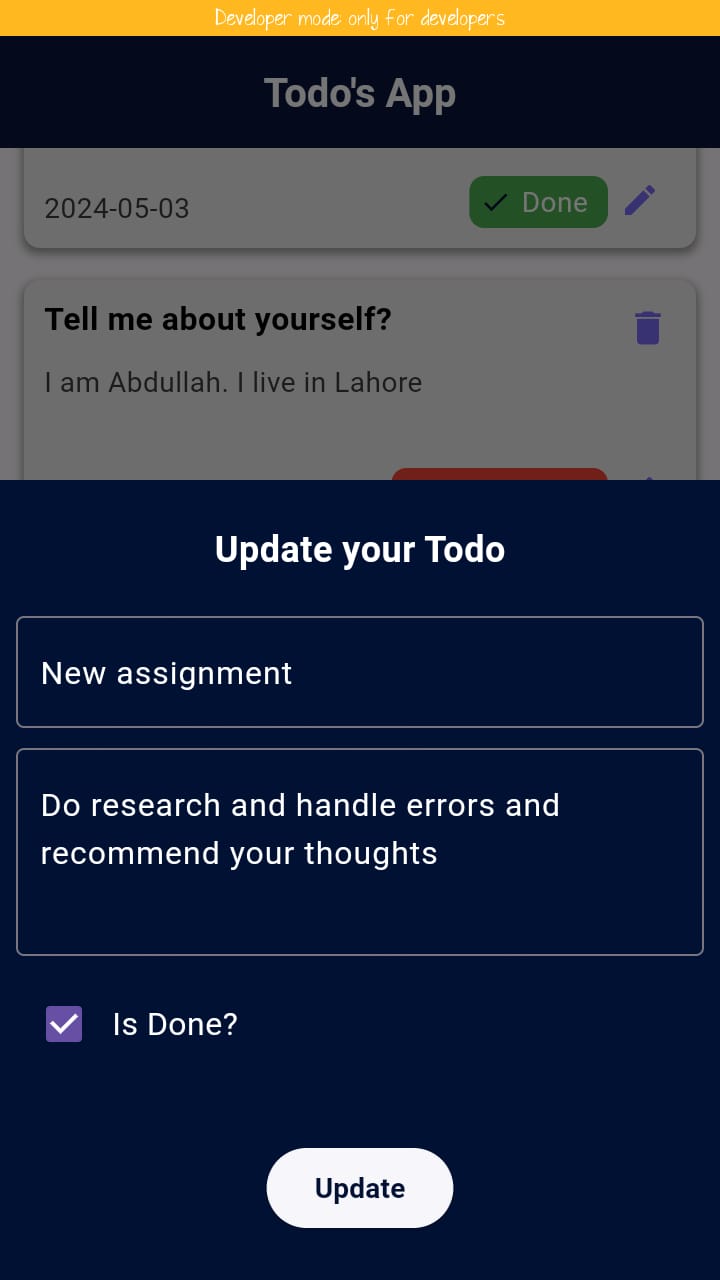 Developer mode: only for developers
Todo's App
2024-05-03
Done
Tell me about yourself?
I am Abdullah. I live in Lahore
Update your Todo
New assignment
Do research and handle errors and
recommend your thoughts
Is Done?
Update